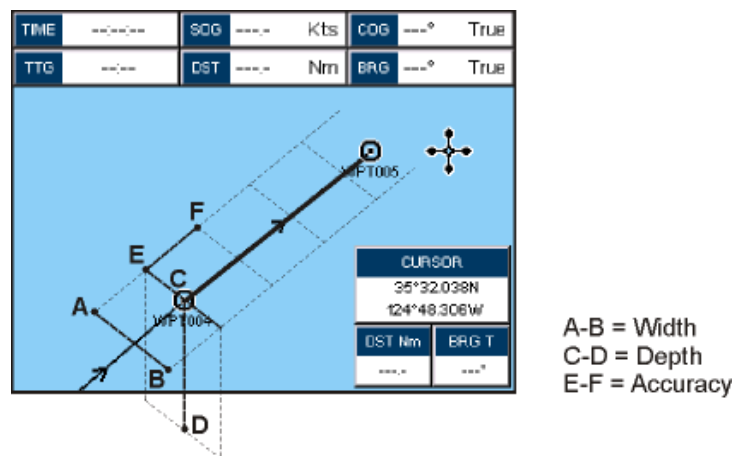 TIME --:--:-- SOG ---.- Kts COG ---° True
TTG --:-- DST ---.- Nm BRG ---° True
WPT005
F
E
C
A
WPT004
B
D
CURSOR
35°32.038N
124°48.306W
DST Nm BRG T
---.- ---°
A-B = Width
C-D = Depth
E-F = Accuracy